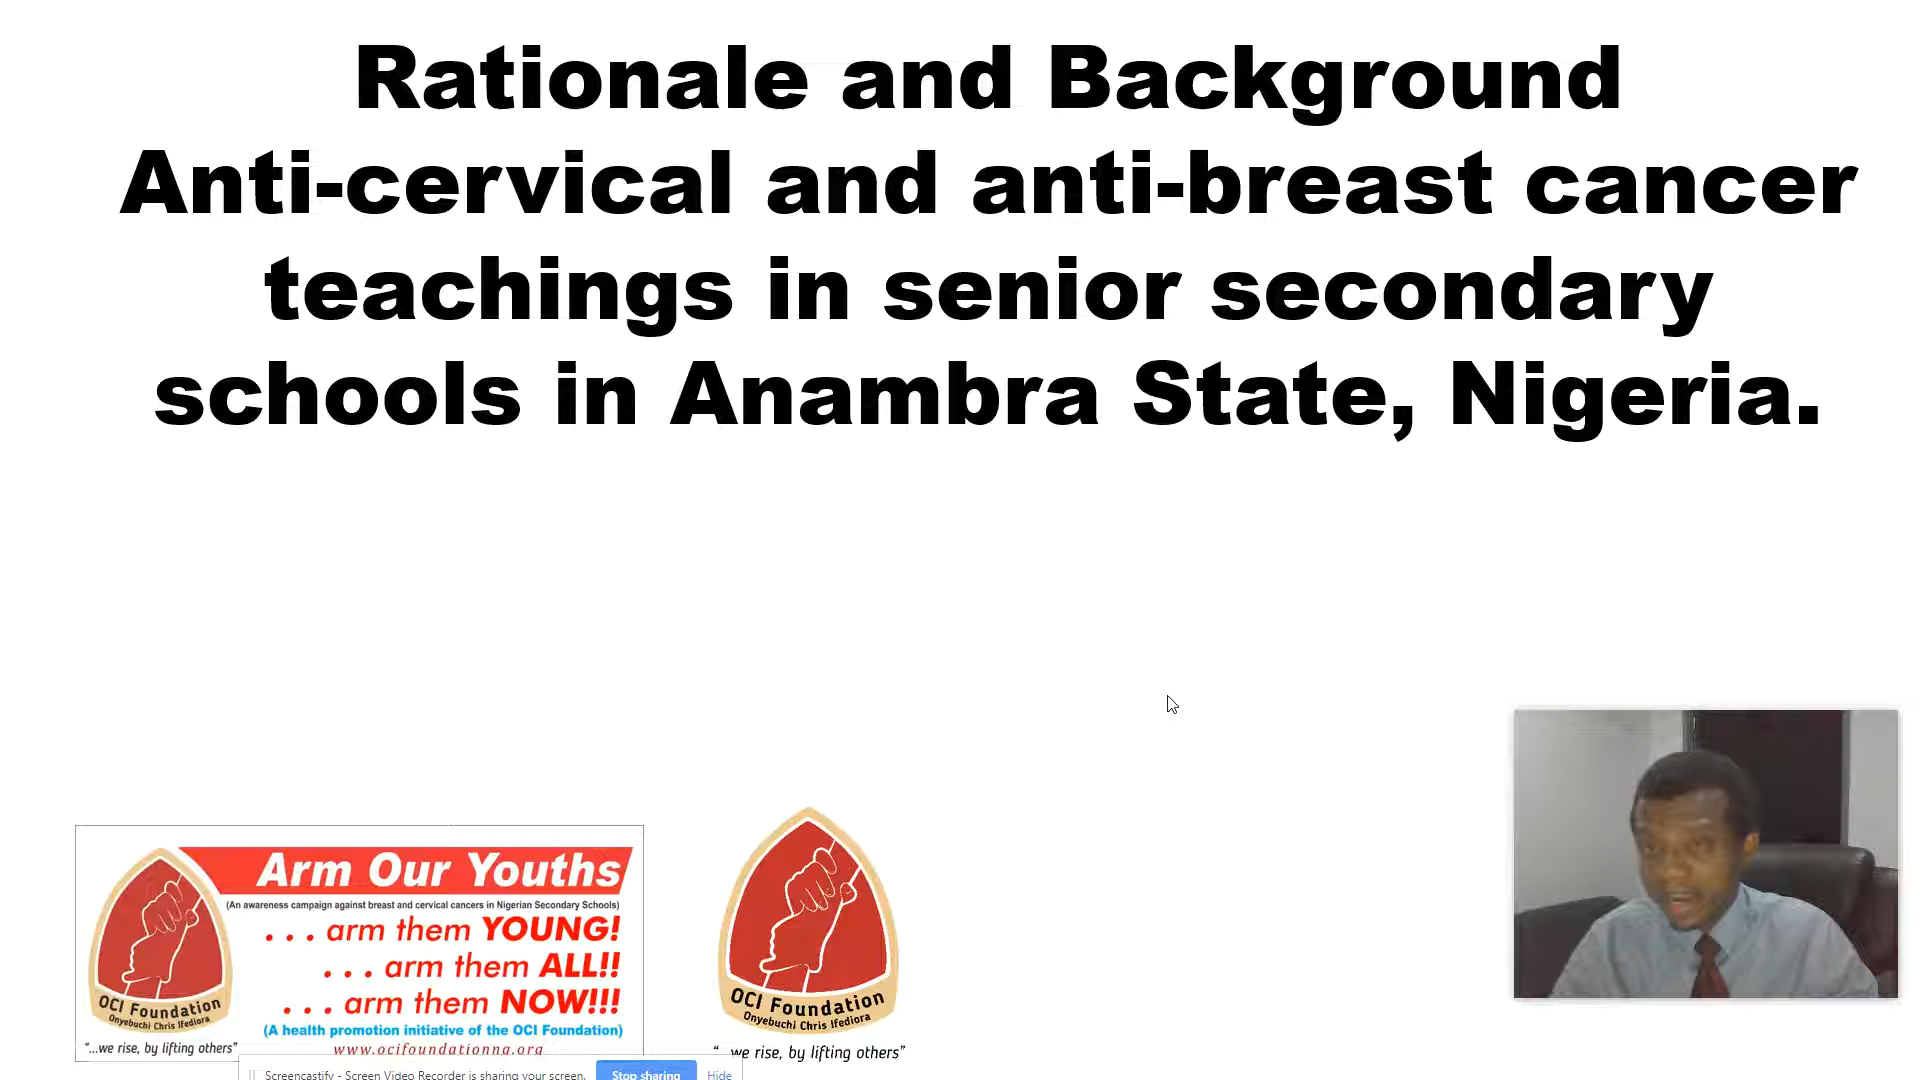 Rationale and Background
Anti-cervical and anti-breast cancer
teachings in senior secondary
schools in Anambra State, Nigeria.
Arm Our Youths
(An awareness campaign against breast and cervical cancers in Nigerian Secondary Schools)
. . . arm them YOUNG!
. . . arm them ALL!!
. . . arm them NOW!!!
(A health promotion initiative of the OCI Foundation)
www.ocifoundationng.org
OCI Foundation
Onyebuchi Chris Ifediora
"...we rise, by lifting others"
OCI Foundation
Onyebuchi Chris Ifediora
"...we rise, by lifting others"
Screencastify - Screen Video Recorder is sharing your screen.
Stop sharing
Hide